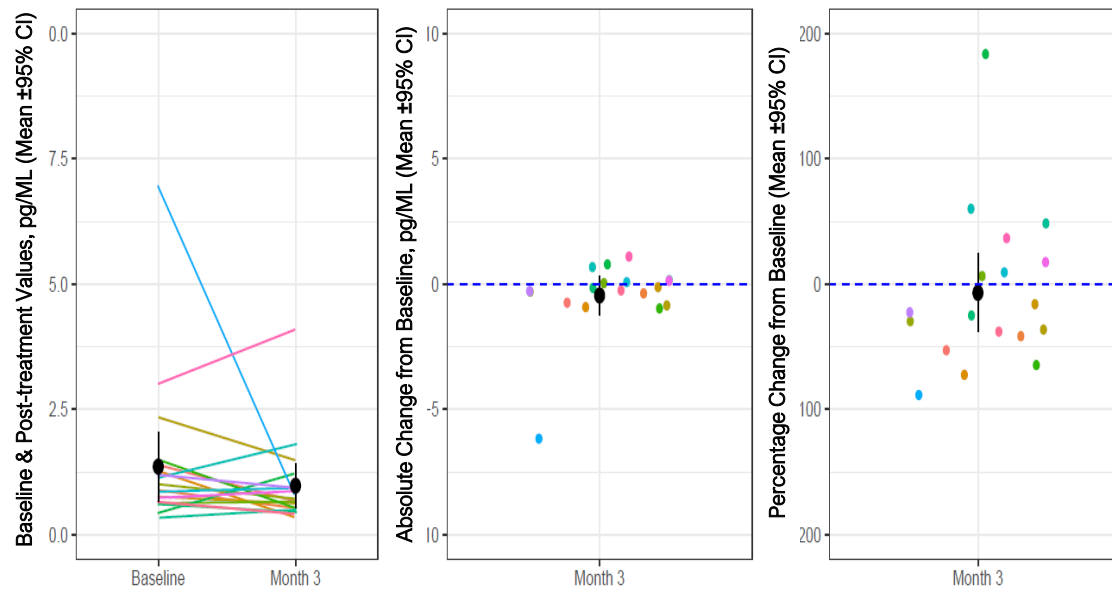 Baseline & Post-treatment Values, pg/ML (Mean ±95% CI)
0.0
7.5
5.0
2.5
0.0
Baseline
Month 3
Absolute Change from Baseline, pg/ML (Mean ±95% CI)
10
5
0
-5
10
Month 3
Percentage Change from Baseline (Mean ±95% CI)
200
100
0
100
200
Month 3